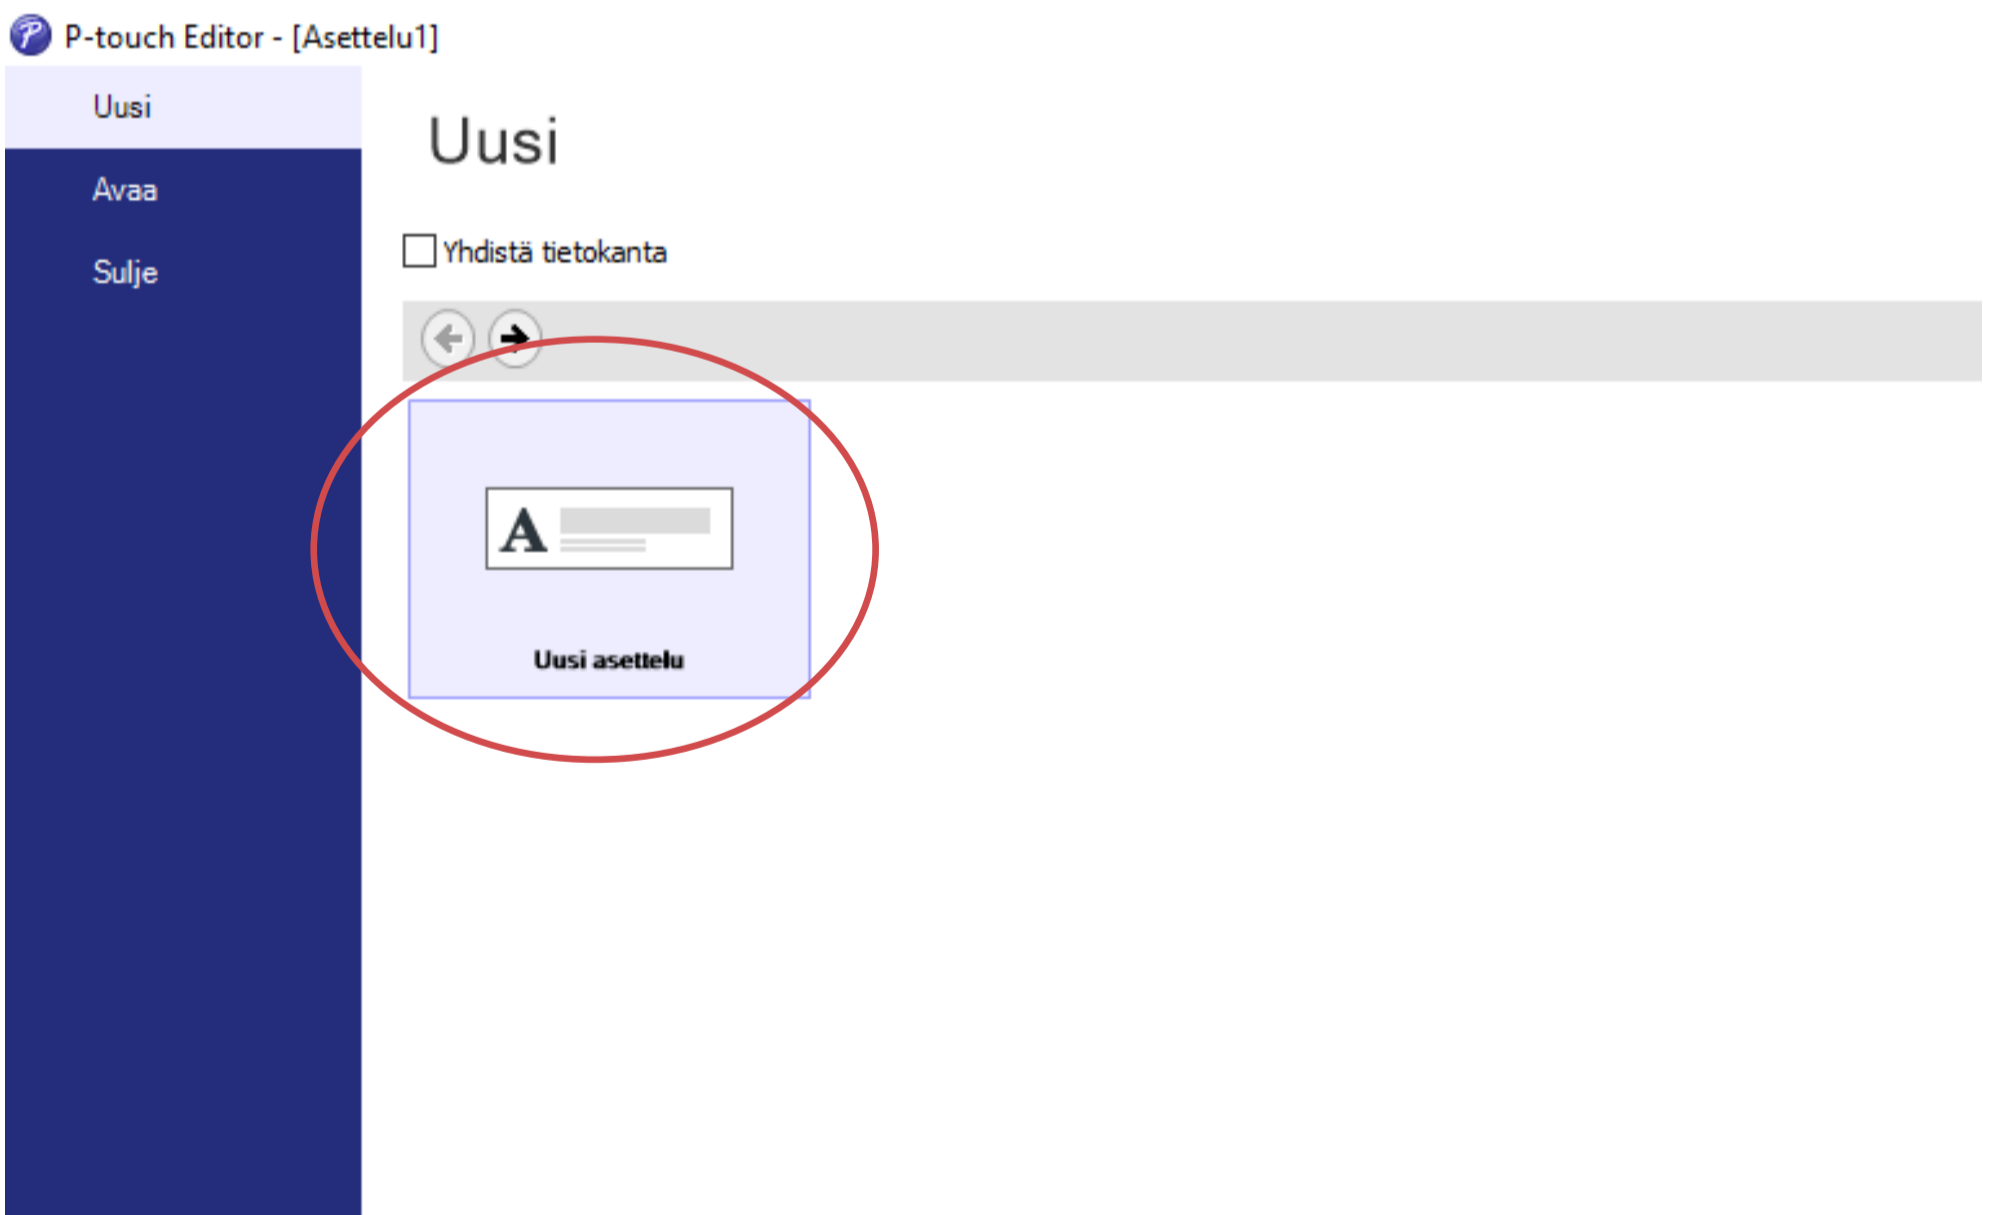 P-touch Editor - [Asettelu1]
Uusi
Avaa
Sulje
Uusi
Yhdistä tietokanta
A
Uusi asettelu